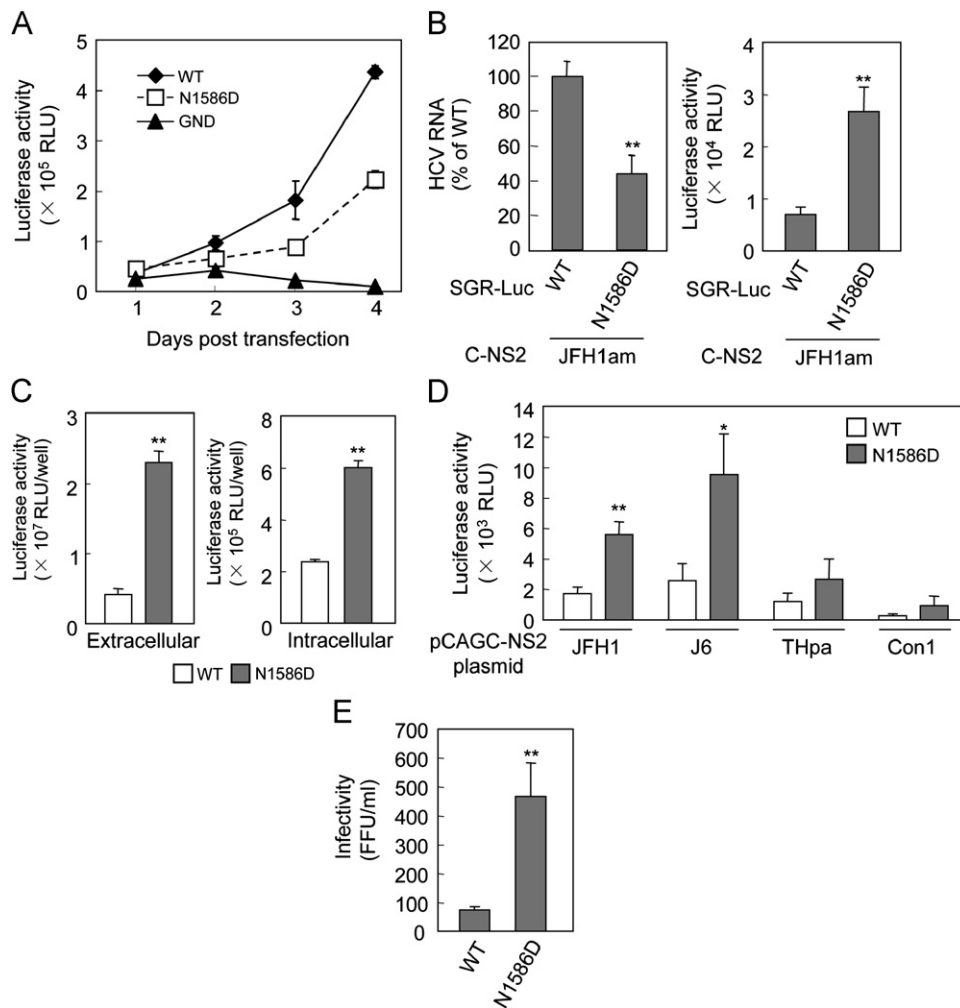 A
Luciferase activity
(× 10⁵ RLU)
5
4
3
2
1
0
WT
N1586D
GND
1 2 3 4
Days post transfection
B
HCV RNA
(% of WT)
120
100
80
60
40
20
0
**
SGR-Luc WT N1586D
C-NS2 JFH1am
Luciferase activity
(× 10⁴ RLU)
4
3
2
1
0
**
SGR-Luc WT N1586D
JFH1am
C
Luciferase activity
(× 10⁷ RLU/well)
3
2
1
0
**
Extracellular
Luciferase activity
(× 10⁵ RLU/well)
8
6
4
2
0
**
Intracellular
WT N1586D
D
Luciferase activity
(× 10³ RLU)
14
12
10
8
6
4
2
0
** *
WT
N1586D
pCAGC-NS2
plasmid
JFH1 J6 THpa Con1
E
Infectivity
(FFU/ml)
700
600
500
400
300
200
100
0
**
WT N1586D